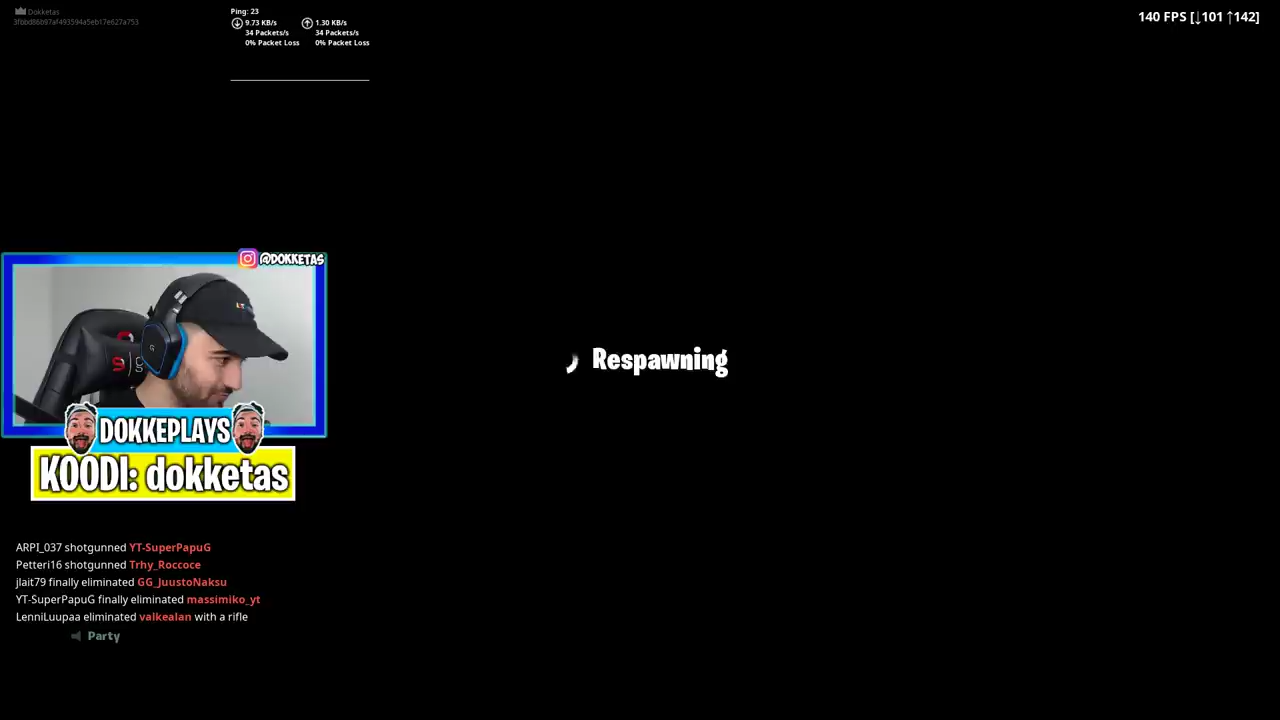 Dokketas
3fbbd86b97af493594a5eb17e627a753
Ping: 23
9.73 KB/s
34 Packets/s
0% Packet Loss
1.30 KB/s
34 Packets/s
0% Packet Loss
140 FPS [↓101 ↑142]
@DOKKETAS
Respawning
DOKKEPLAYS
KOODI: dokketas
ARPI_037 shotgunned YT-SuperPapuG
Petteri16 shotgunned Trhy_Roccoce
jlait79 finally eliminated GG_JuustoNaksu
YT-SuperPapuG finally eliminated massimiko_yt
LenniLuupaa eliminated valkealan with a rifle
Party